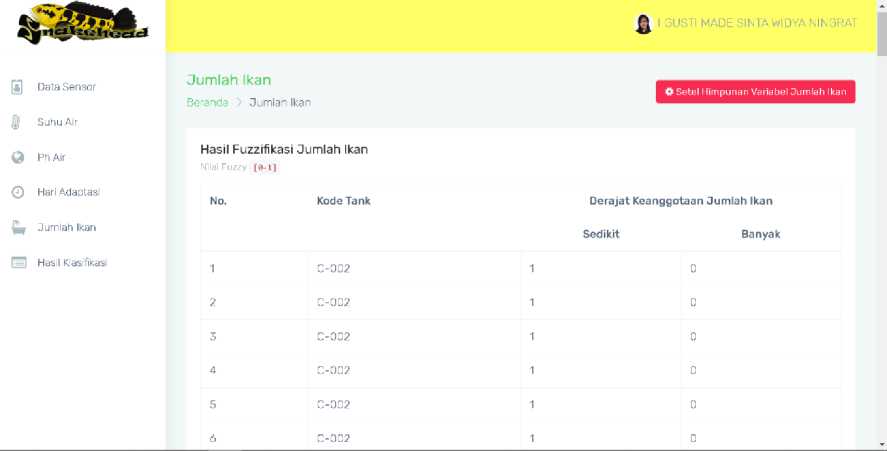 Snakehead
I GUSTI MADE SINTA WIDYA NINGRAT
Data Sensor
Suhu Air
Ph Air
Hari Adaptasi
Jumlah Ikan
Hasil Klasifikasi
Jumlah Ikan
Beranda > Jumlah Ikan
Setel Himpunan Variabel Jumlah Ikan
Hasil Fuzzifikasi Jumlah Ikan
Nilai Fuzzy [0-1]
No. Kode Tank Derajat Keanggotaan Jumlah Ikan
Sedikit Banyak
1 C-002 1 0
2 C-002 1 0
3 C-002 1 0
4 C-002 1 0
5 C-002 1 0
6 C-002 1 0